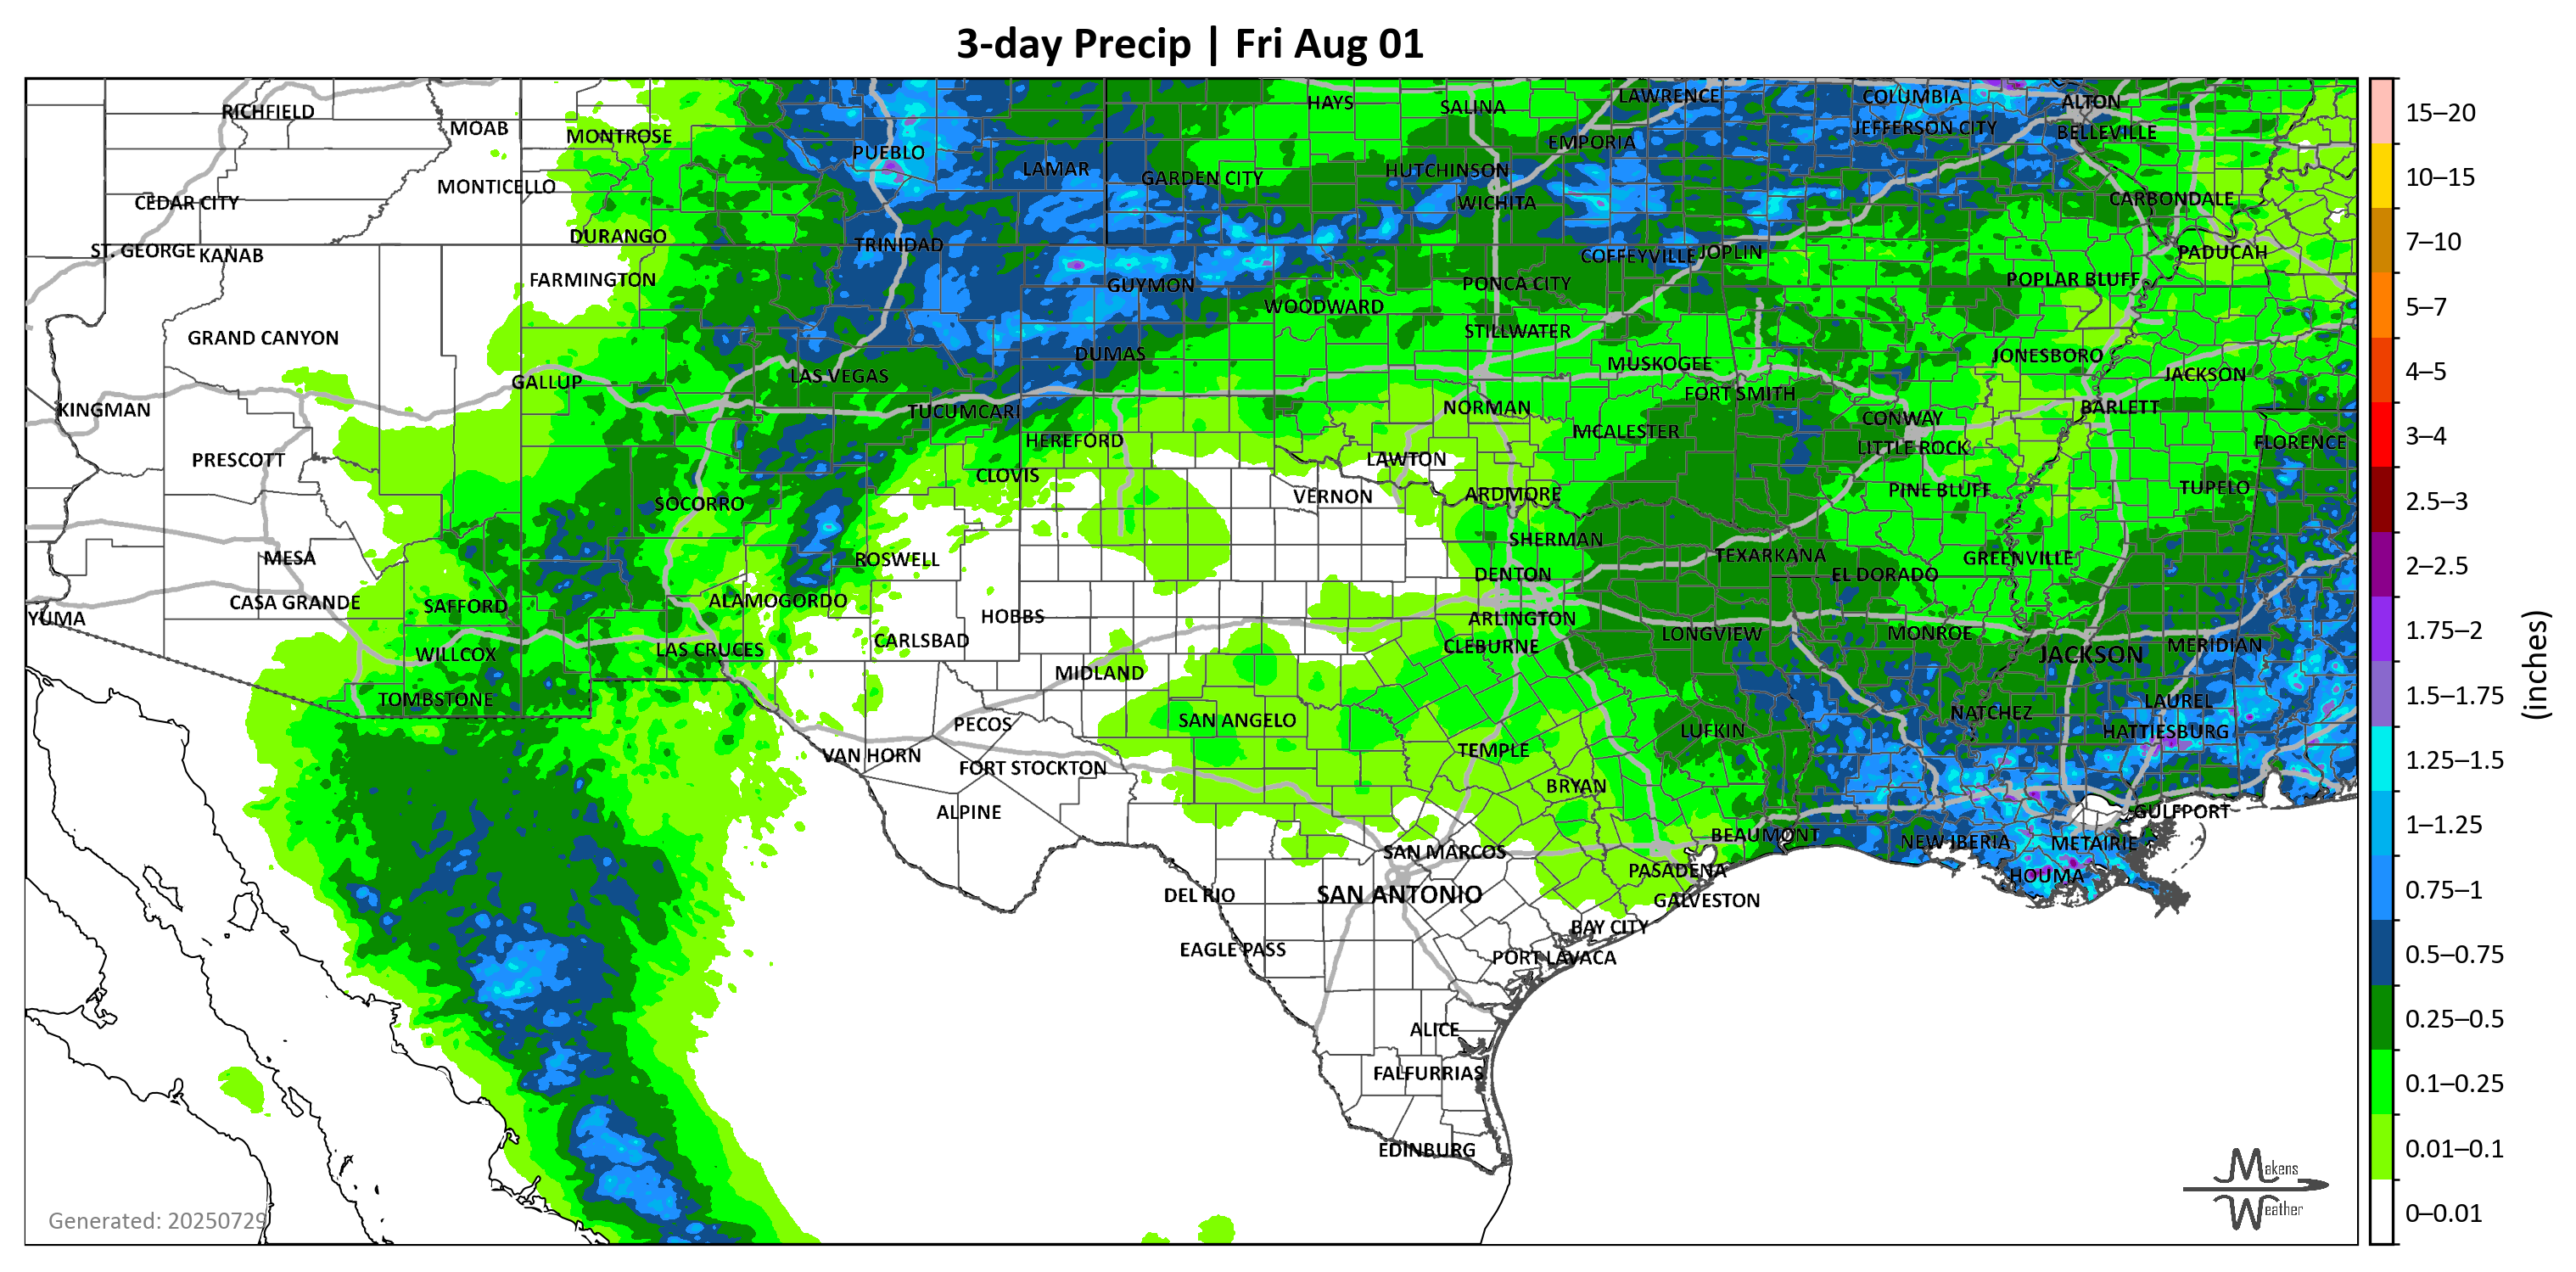 3-day Precip | Fri Aug 01
RICHFIELD
MOAB
MONTROSE
PUEBLO
LAMAR
HAYS
SALINA
LAWRENCE
COLUMBIA
ALTON
EMPORIA
JEFFERSON CITY
BELLEVILLE
CEDAR CITY
MONTICELLO
GARDEN CITY
HUTCHINSON
WICHITA
CARBONDALE
ST. GEORGE
KANAB
DURANGO
TRINIDAD
COFFEYVILLE
JOPLIN
PADUCAH
FARMINGTON
GUYMON
WOODWARD
PONCA CITY
POPLAR BLUFF
GRAND CANYON
STILLWATER
DUMAS
MUSKOGEE
JONESBORO
JACKSON
KINGMAN
GALLUP
LAS VEGAS
TUCUMCARI
NORMAN
FORT SMITH
CONWAY
BARLETT
PRESCOTT
HEREFORD
MCALESTER
LITTLE ROCK
FLORENCE
CLOVIS
LAWTON
SOCORRO
VERNON
ARDMORE
PINE BLUFF
TUPELO
MESA
ROSWELL
SHERMAN
TEXARKANA
GREENVILLE
DENTON
EL DORADO
YUMA
CASA GRANDE
SAFFORD
ALAMOGORDO
HOBBS
ARLINGTON
WILLCOX
LAS CRUCES
CARLSBAD
CLEBURNE
LONGVIEW
MONROE
JACKSON
MERIDIAN
TOMBSTONE
MIDLAND
LAUREL
PECOS
SAN ANGELO
LUFKIN
NATCHEZ
HATTIESBURG
VAN HORN
FORT STOCKTON
TEMPLE
ALPINE
BRYAN
GULFPORT
BEAUMONT
NEW IBERIA
METAIRIE
SAN MARCOS
PASADENA
HOUMA
DEL RIO
SAN ANTONIO
GALVESTON
EAGLE PASS
BAY CITY
PORT LAVACA
ALICE
FALFURRIAS
EDINBURG
Generated: 20250729
Makens
Weather
15–20
10–15
7–10
5–7
4–5
3–4
2.5–3
2–2.5
1.75–2
1.5–1.75
1.25–1.5
1–1.25
0.75–1
0.5–0.75
0.25–0.5
0.1–0.25
0.01–0.1
0–0.01
(inches)